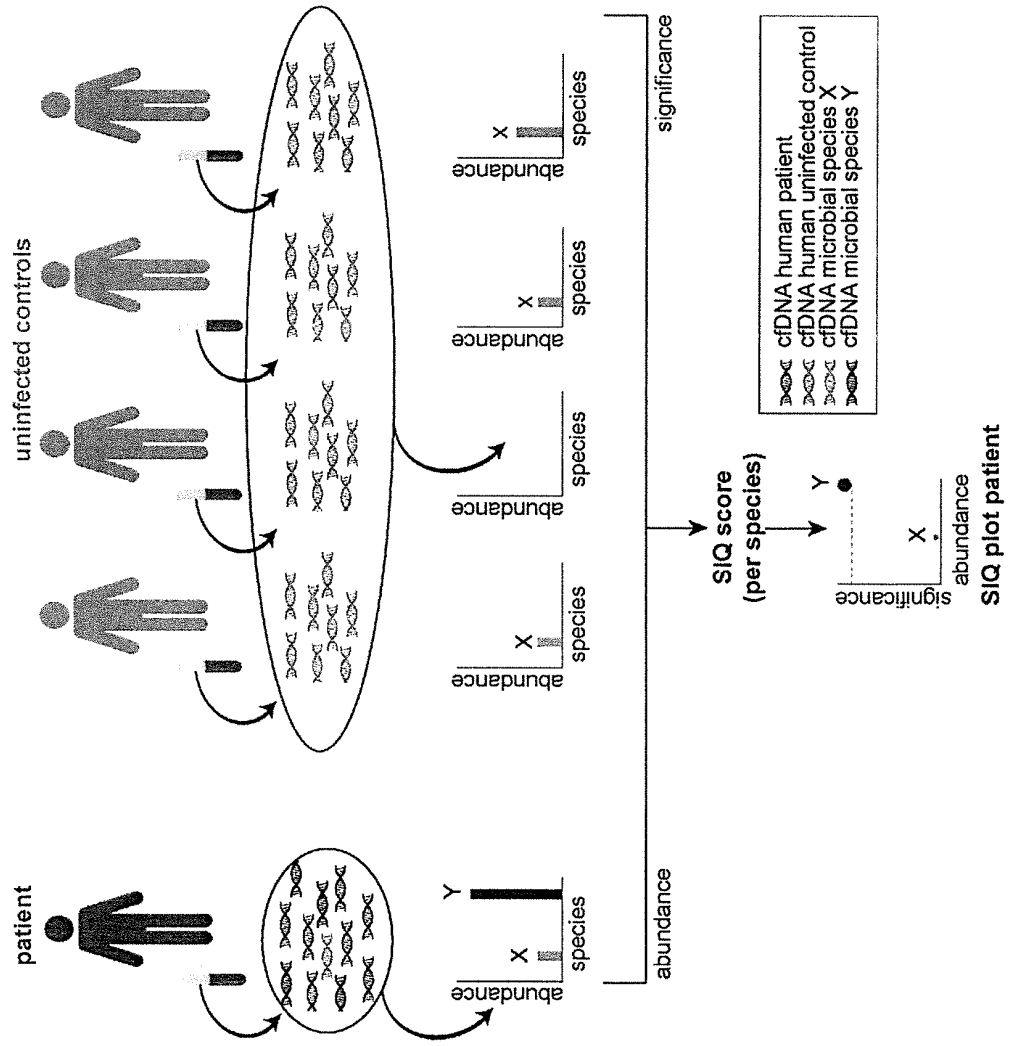 patient
uninfected controls
abundance
X
Y
species
abundance
X
species
abundance
species
abundance
X
species
abundance
X
species
abundance
significance
SIQ score
(per species)
significance
X
Y
abundance
SIQ plot patient
cfDNA human patient
cfDNA human uninfected control
cfDNA microbial species X
cfDNA microbial species Y